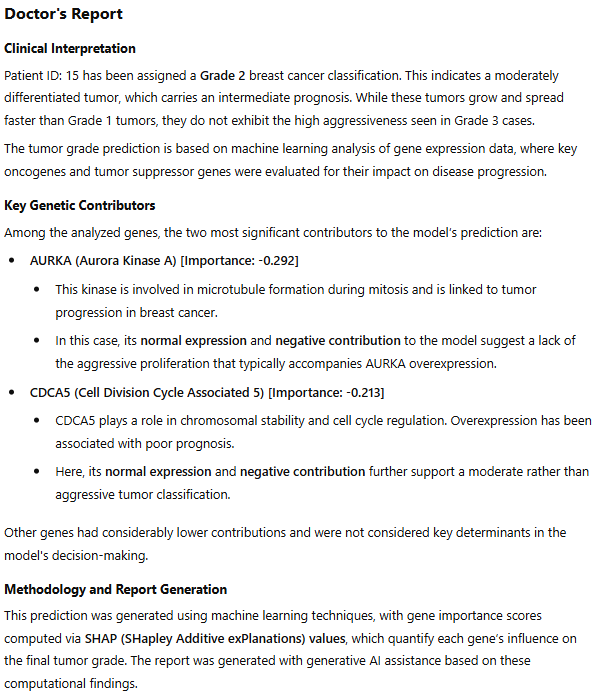 Doctor's Report
Clinical Interpretation
Patient ID: 15 has been assigned a Grade 2 breast cancer classification. This indicates a moderately
differentiated tumor, which carries an intermediate prognosis. While these tumors grow and spread
faster than Grade 1 tumors, they do not exhibit the high aggressiveness seen in Grade 3 cases.
The tumor grade prediction is based on machine learning analysis of gene expression data, where key
oncogenes and tumor suppressor genes were evaluated for their impact on disease progression.
Key Genetic Contributors
Among the analyzed genes, the two most significant contributors to the model's prediction are:
• AURKA (Aurora Kinase A) [Importance: -0.292]
• This kinase is involved in microtubule formation during mitosis and is linked to tumor
progression in breast cancer.
• In this case, its normal expression and negative contribution to the model suggest a lack of
the aggressive proliferation that typically accompanies AURKA overexpression.
• CDCA5 (Cell Division Cycle Associated 5) [Importance: -0.213]
• CDCA5 plays a role in chromosomal stability and cell cycle regulation. Overexpression has been
associated with poor prognosis.
• Here, its normal expression and negative contribution further support a moderate rather than
aggressive tumor classification.
Other genes had considerably lower contributions and were not considered key determinants in the
model's decision-making.
Methodology and Report Generation
This prediction was generated using machine learning techniques, with gene importance scores
computed via SHAP (SHapley Additive exPlanations) values, which quantify each gene's influence on
the final tumor grade. The report was generated with generative AI assistance based on these
computational findings.